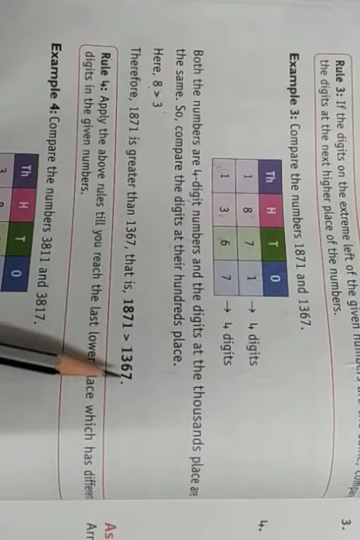 Rule 3: If the digits on the extreme left of the given
the digits at the next higher place of the numbers.
Example 3: Compare the numbers 1871 and 1367.
Th H T O
1 8 7 1 → 4 digits
1 3 6 7 → 4 digits
Both the numbers are 4-digit numbers and the digits at the thousands place are
the same. So, compare the digits at their hundreds place.
Here, 8 > 3
Therefore, 1871 is greater than 1367, that is, 1871 > 1367.
Rule 4: Apply the above rules till you reach the last lower place which has
digits in the given numbers.
Example 4: Compare the numbers 3811 and 3817.
Th H T O
3.
4.
As